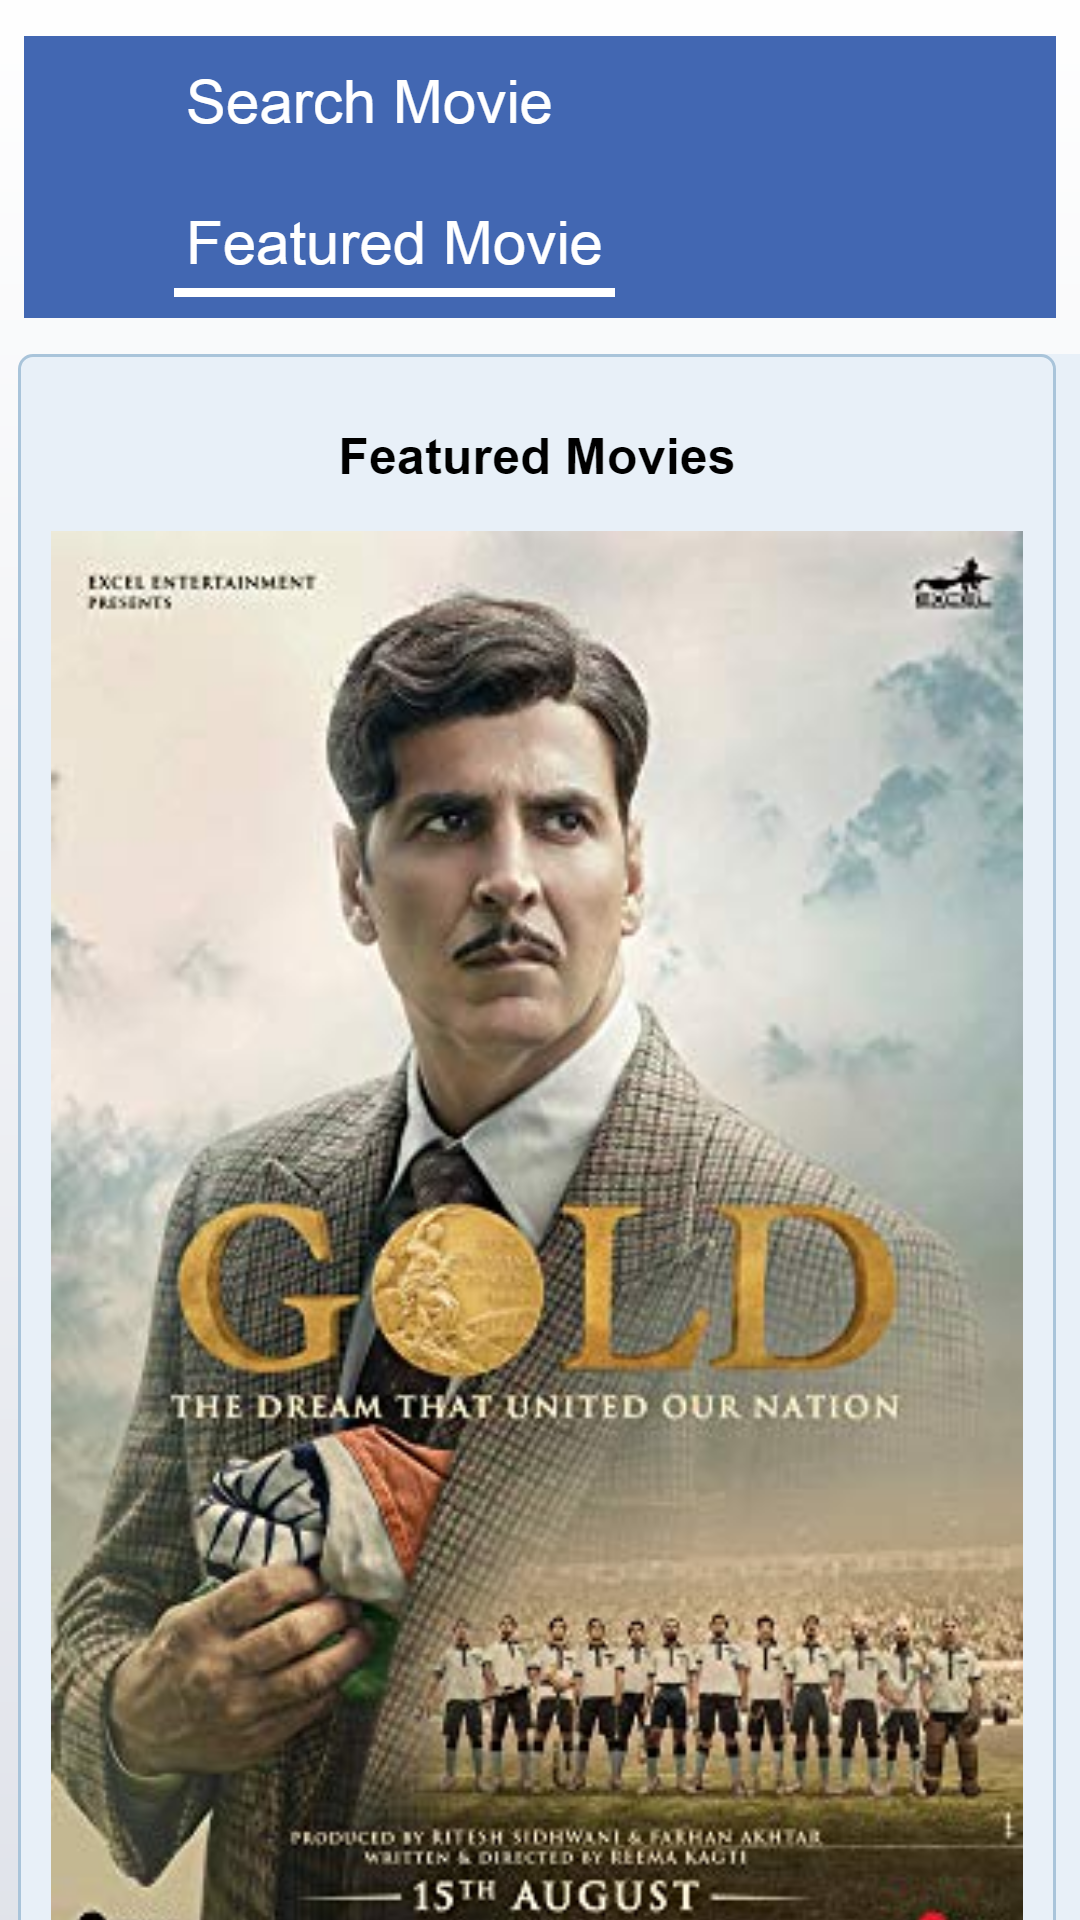 Search Movie
Featured Movie
Featured Movies
EXCEL ENTERTAINMENT
PRESENTS
EXCEL
GOLD
THE DREAM THAT UNITED OUR NATION
PRODUCED BY RITESH SIDHWANI & FARHAN AKHTAR
WRITTEN & DIRECTED BY REEMA KAGTI
15TH AUGUST